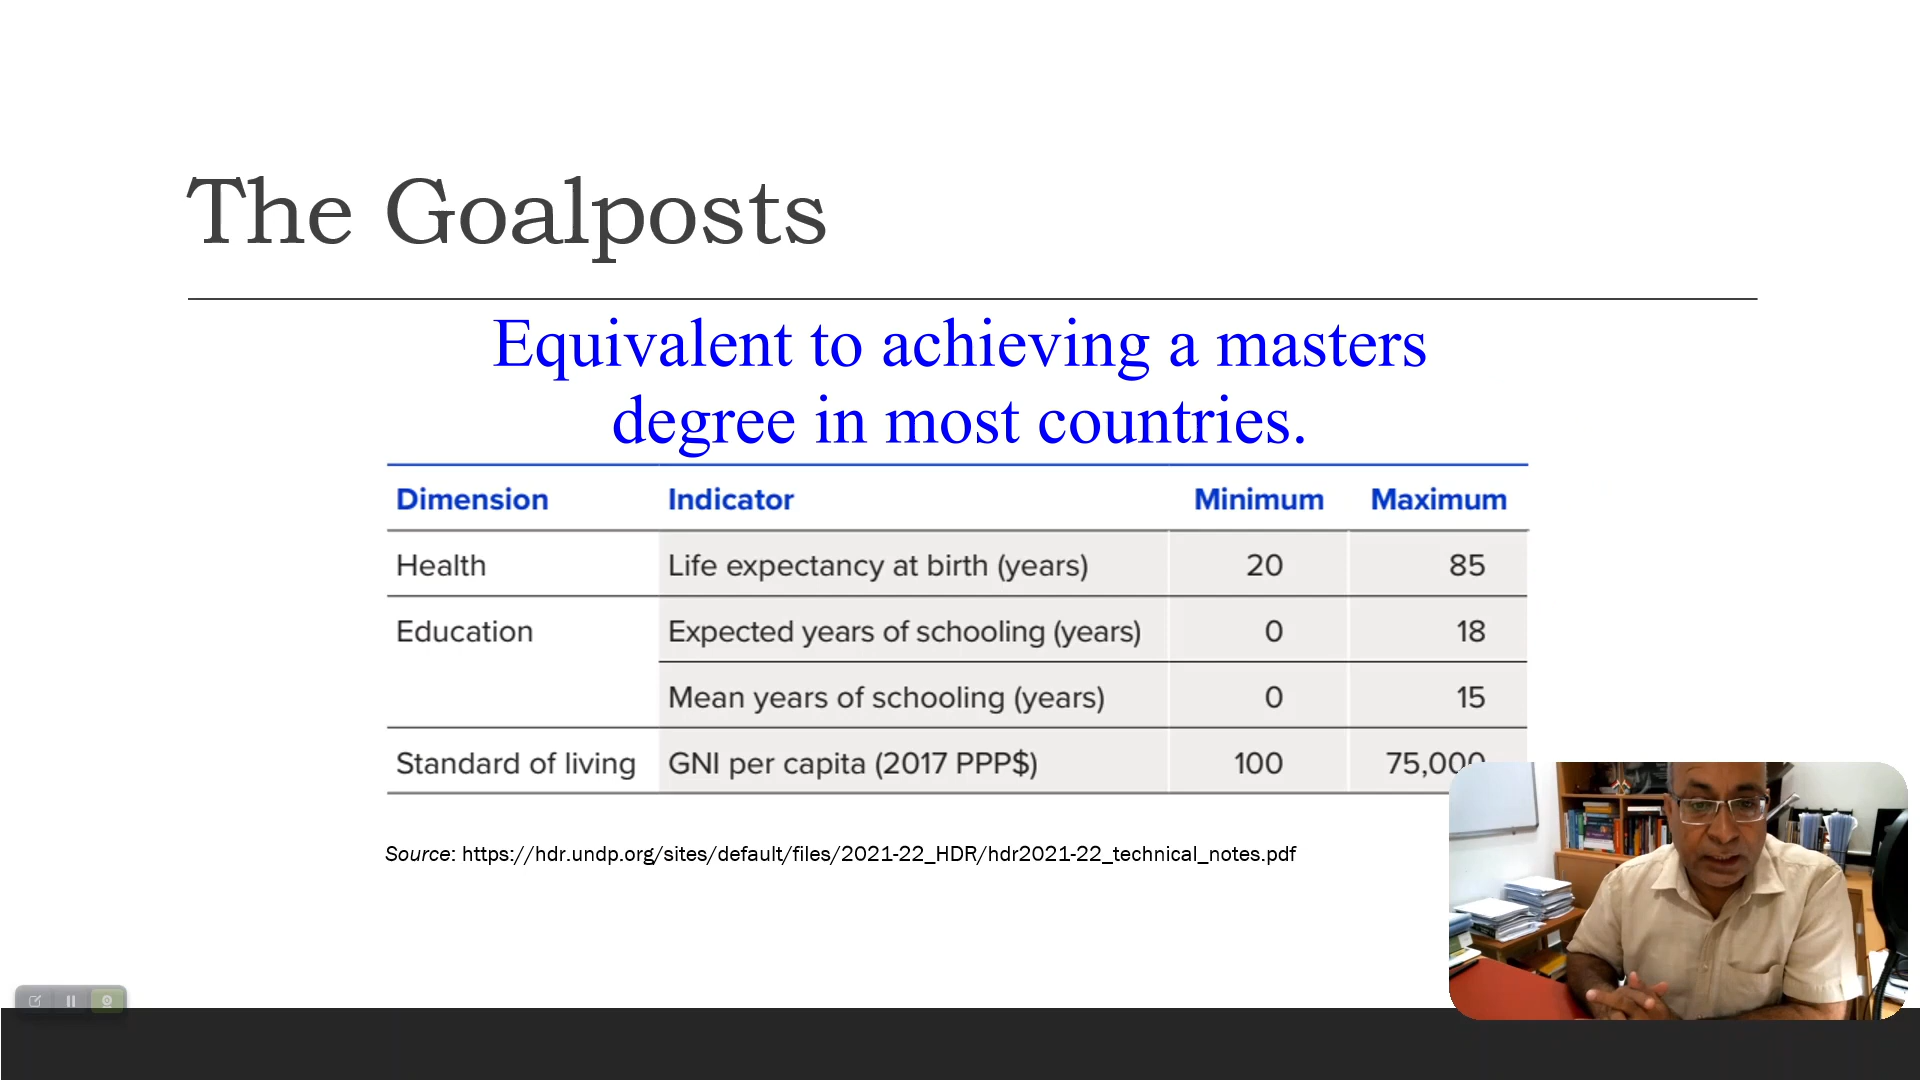 The Goalposts
Equivalent to achieving a masters
degree in most countries.
Dimension Indicator Minimum Maximum
Health Life expectancy at birth (years) 20 85
Education Expected years of schooling (years) 0 18
Mean years of schooling (years) 0 15
Standard of living GNI per capita (2017 PPP$) 100 75,000
Source: https://hdr.undp.org/sites/default/files/2021-22_HDR/hdr2021-22_technical_notes.pdf